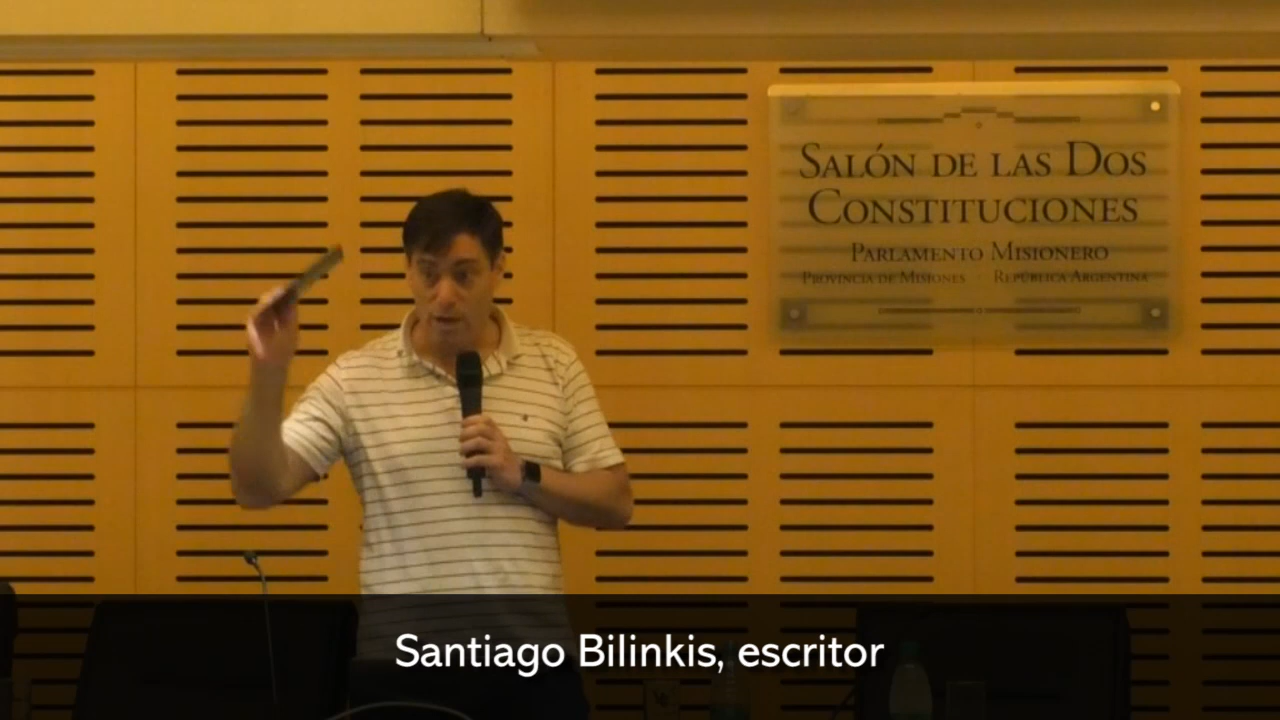 SALÓN DE LAS DOS
CONSTITUCIONES
PARLAMENTO MISIONERO
PROVINCIA DE MISIONES · REPÚBLICA ARGENTINA
Santiago Bilinkis, escritor